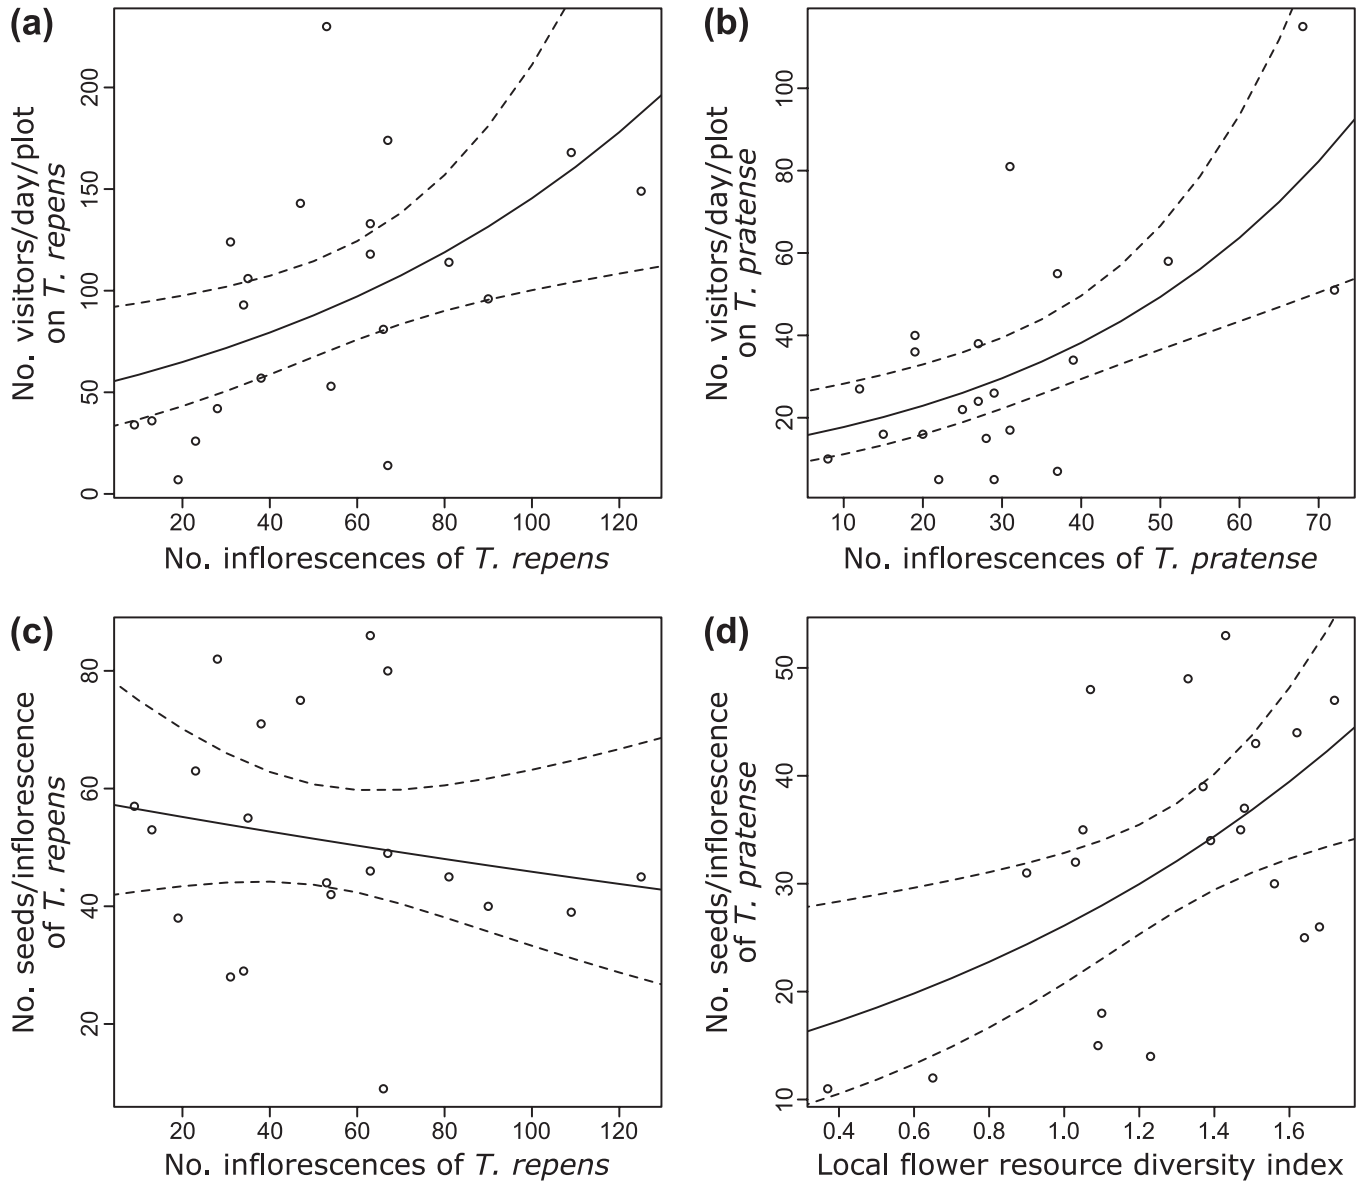 (a)
No. visitors/day/plot
on T. repens
0 50 100 150 200
20 40 60 80 100 120
No. inflorescences of T. repens
(b)
No. visitors/day/plot
on T. pratense
20 40 60 80 100
10 20 30 40 50 60 70
No. inflorescences of T. pratense
(c)
No. seeds/inflorescence
of T. repens
20 40 60 80
20 40 60 80 100 120
No. inflorescences of T. repens
(d)
No. seeds/inflorescence
of T. pratense
10 20 30 40 50
0.4 0.6 0.8 1.0 1.2 1.4 1.6
Local flower resource diversity index